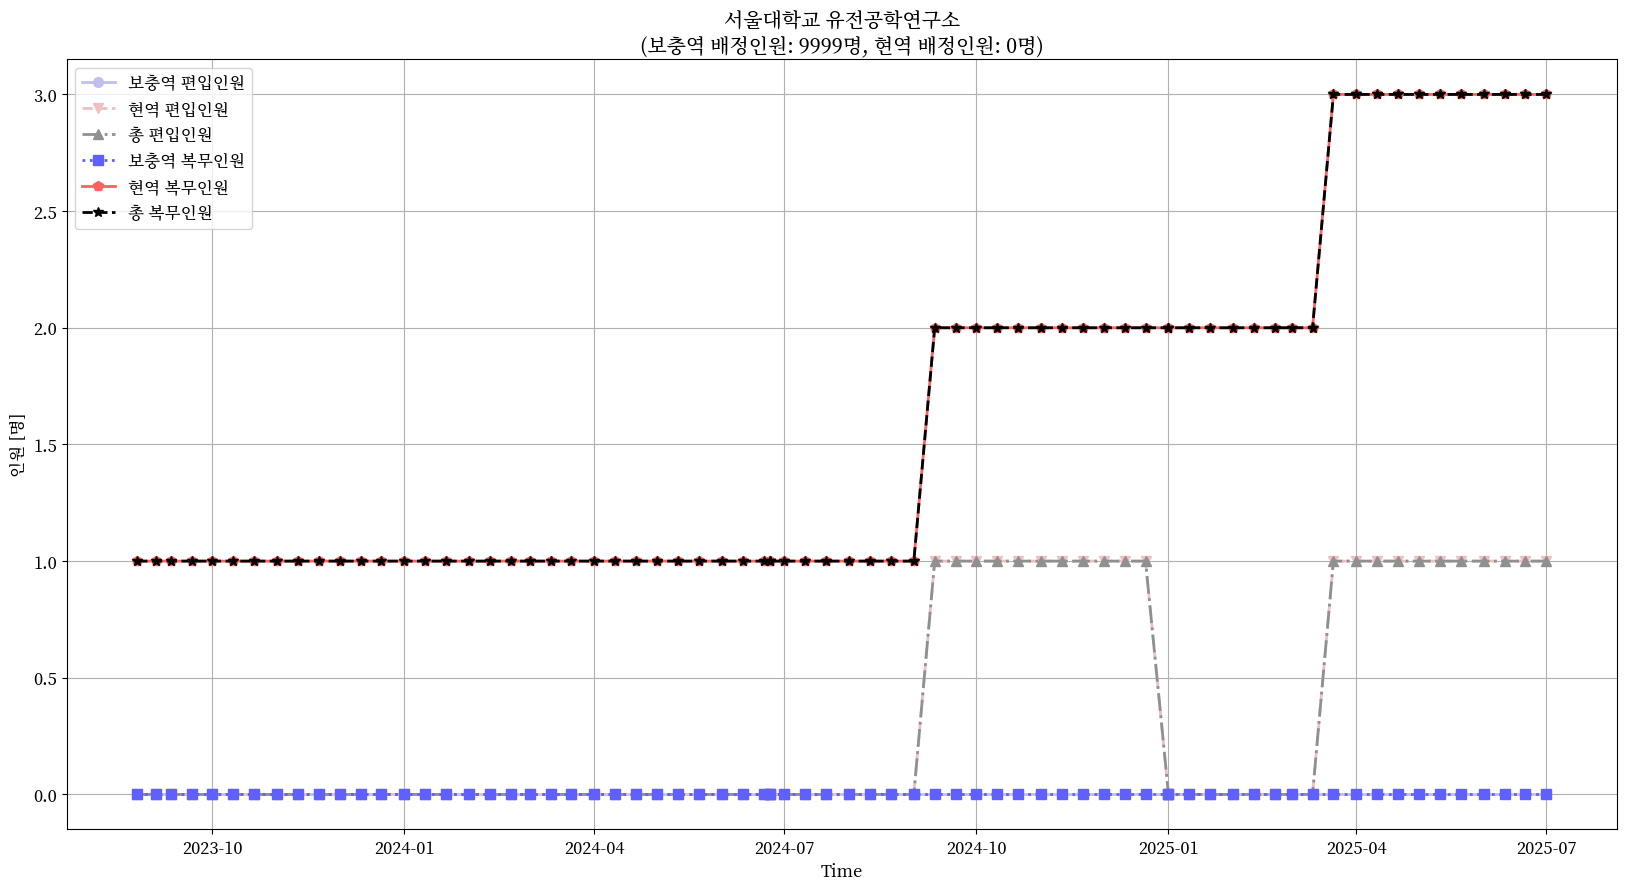 서울대학교 유전공학연구소
(보충역 배정인원: 9999명, 현역 배정인원: 0명)
보충역 편입인원
현역 편입인원
총 편입인원
보충역 복무인원
현역 복무인원
총 복무인원
인원 [명]
3.0
2.5
2.0
1.5
1.0
0.5
0.0
2023-10
2024-01
2024-04
2024-07
2024-10
2025-01
2025-04
2025-07
Time